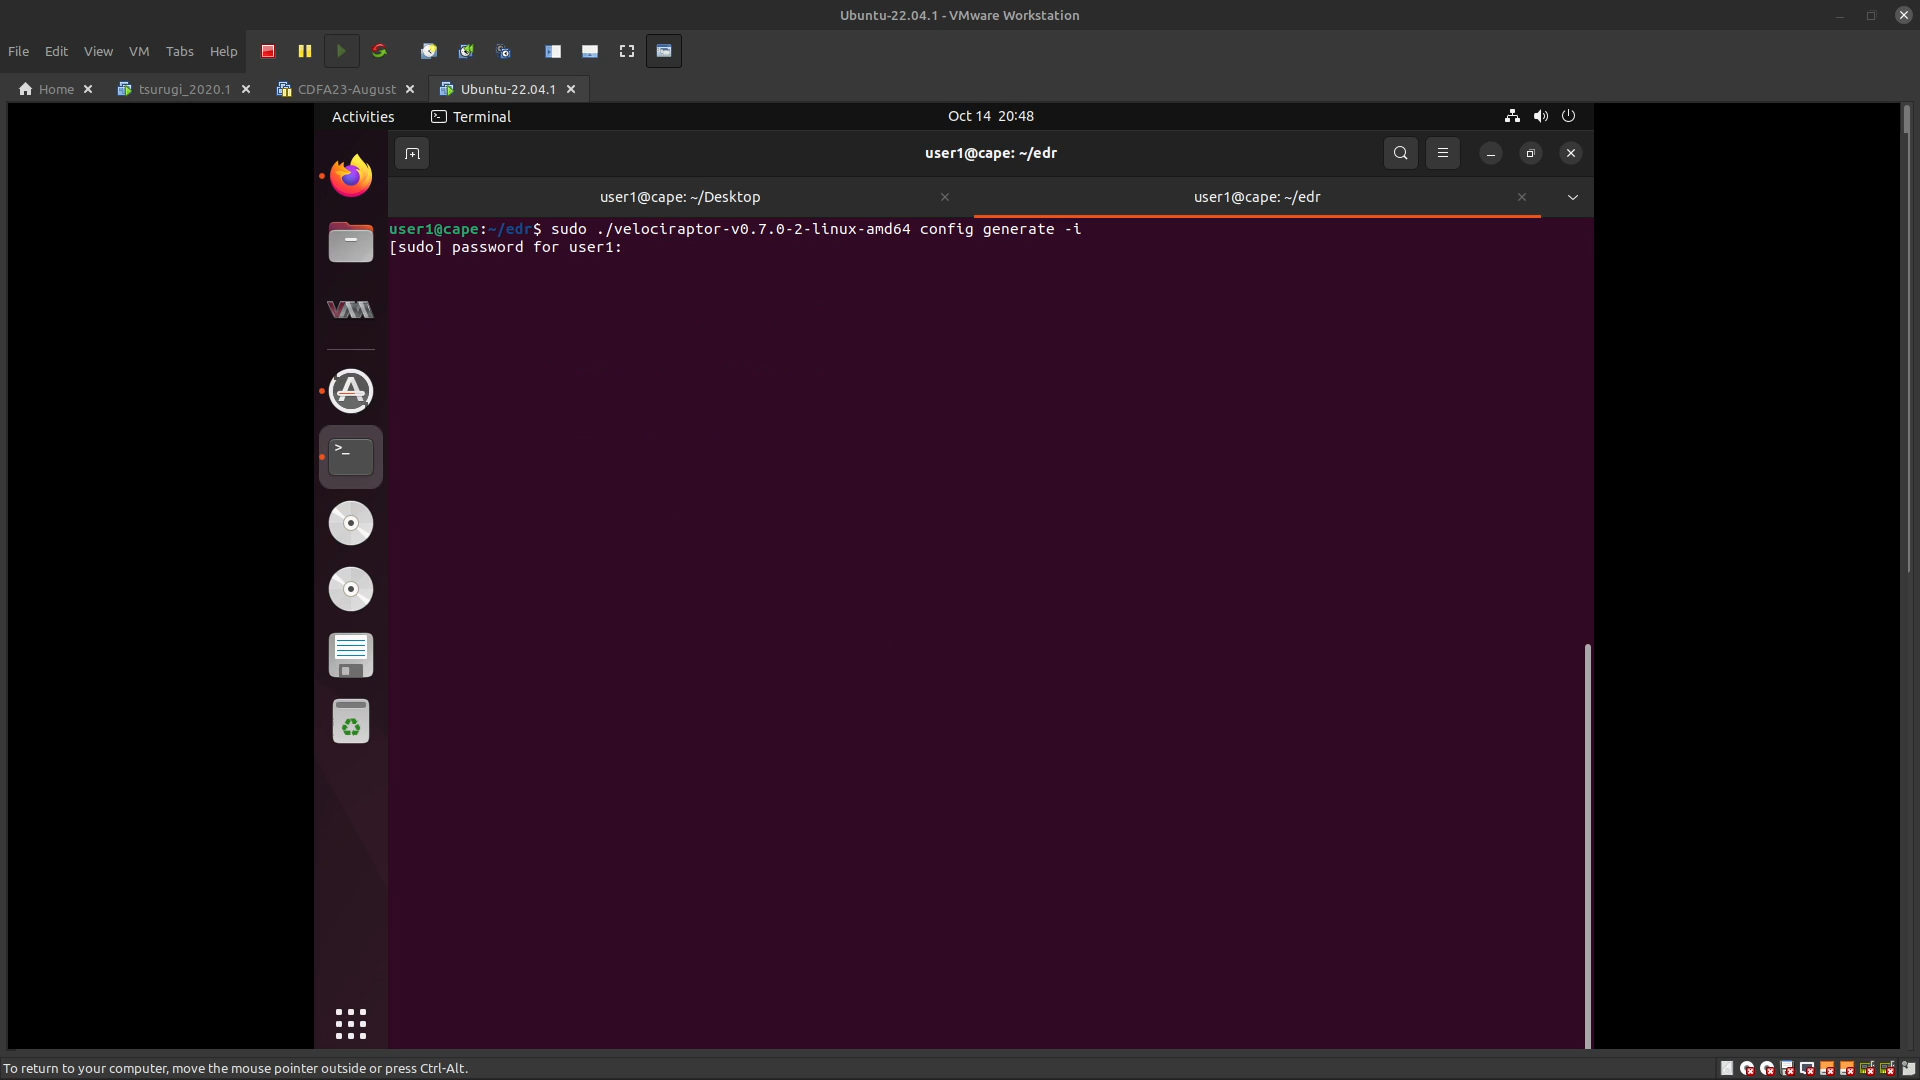 Ubuntu-22.04.1 - VMware Workstation
File Edit View VM Tabs Help
Home tsurugi_2020.1 CDFA23-August Ubuntu-22.04.1
Activities Terminal Oct 14 20:48
user1@cape: ~/edr
user1@cape: ~/Desktop user1@cape: ~/edr
user1@cape:~/edr$ sudo ./velociraptor-v0.7.0-2-linux-amd64 config generate -i
[sudo] password for user1:
To return to your computer, move the mouse pointer outside or press Ctrl-Alt.